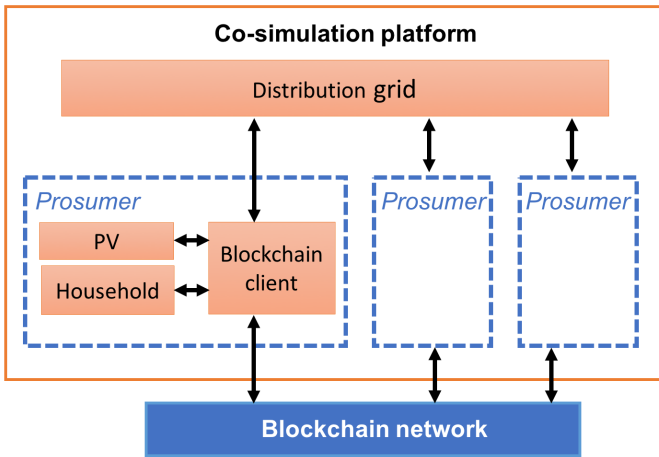 Co-simulation platform
Distribution grid
Prosumer
PV
Household
Blockchain
client
Prosumer
Prosumer
Blockchain network